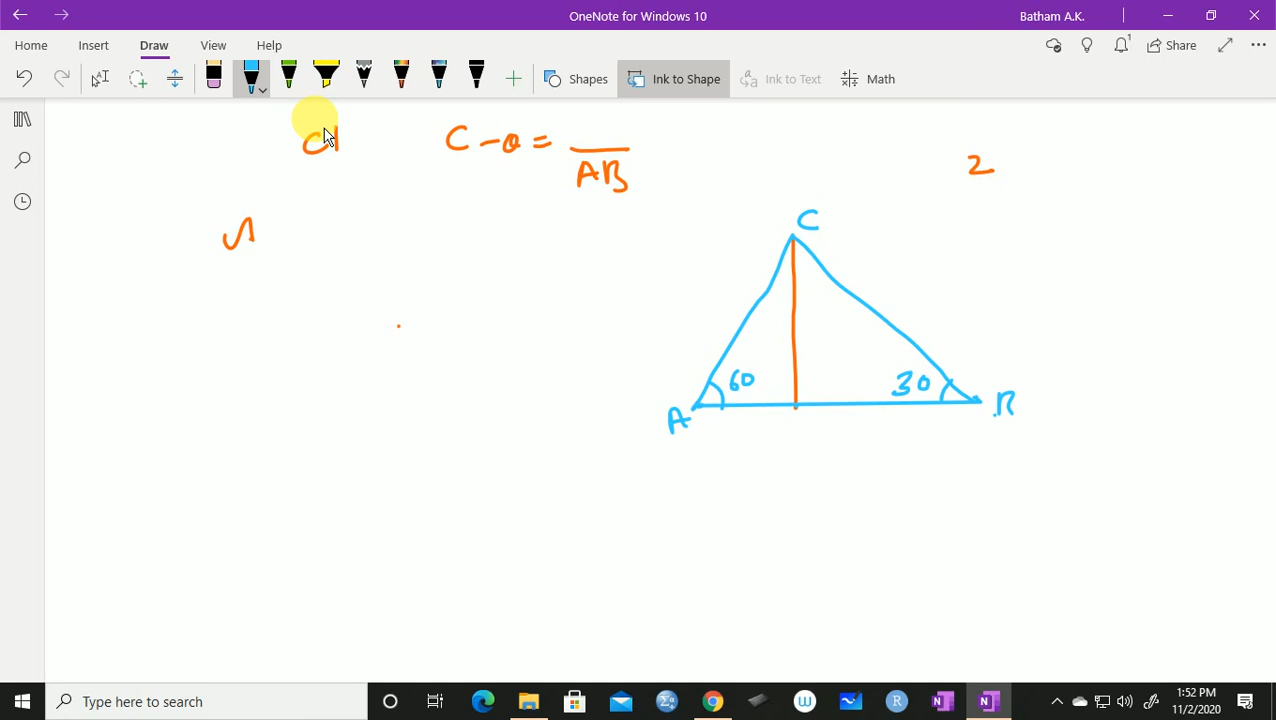 OneNote for Windows 10
Batham A.K.
Home Insert Draw View Help
Share
Shapes Ink to Shape Ink to Text Math
C - a =
AB
2
C
60
30
A
B
Type here to search
1:52 PM
11/2/2020